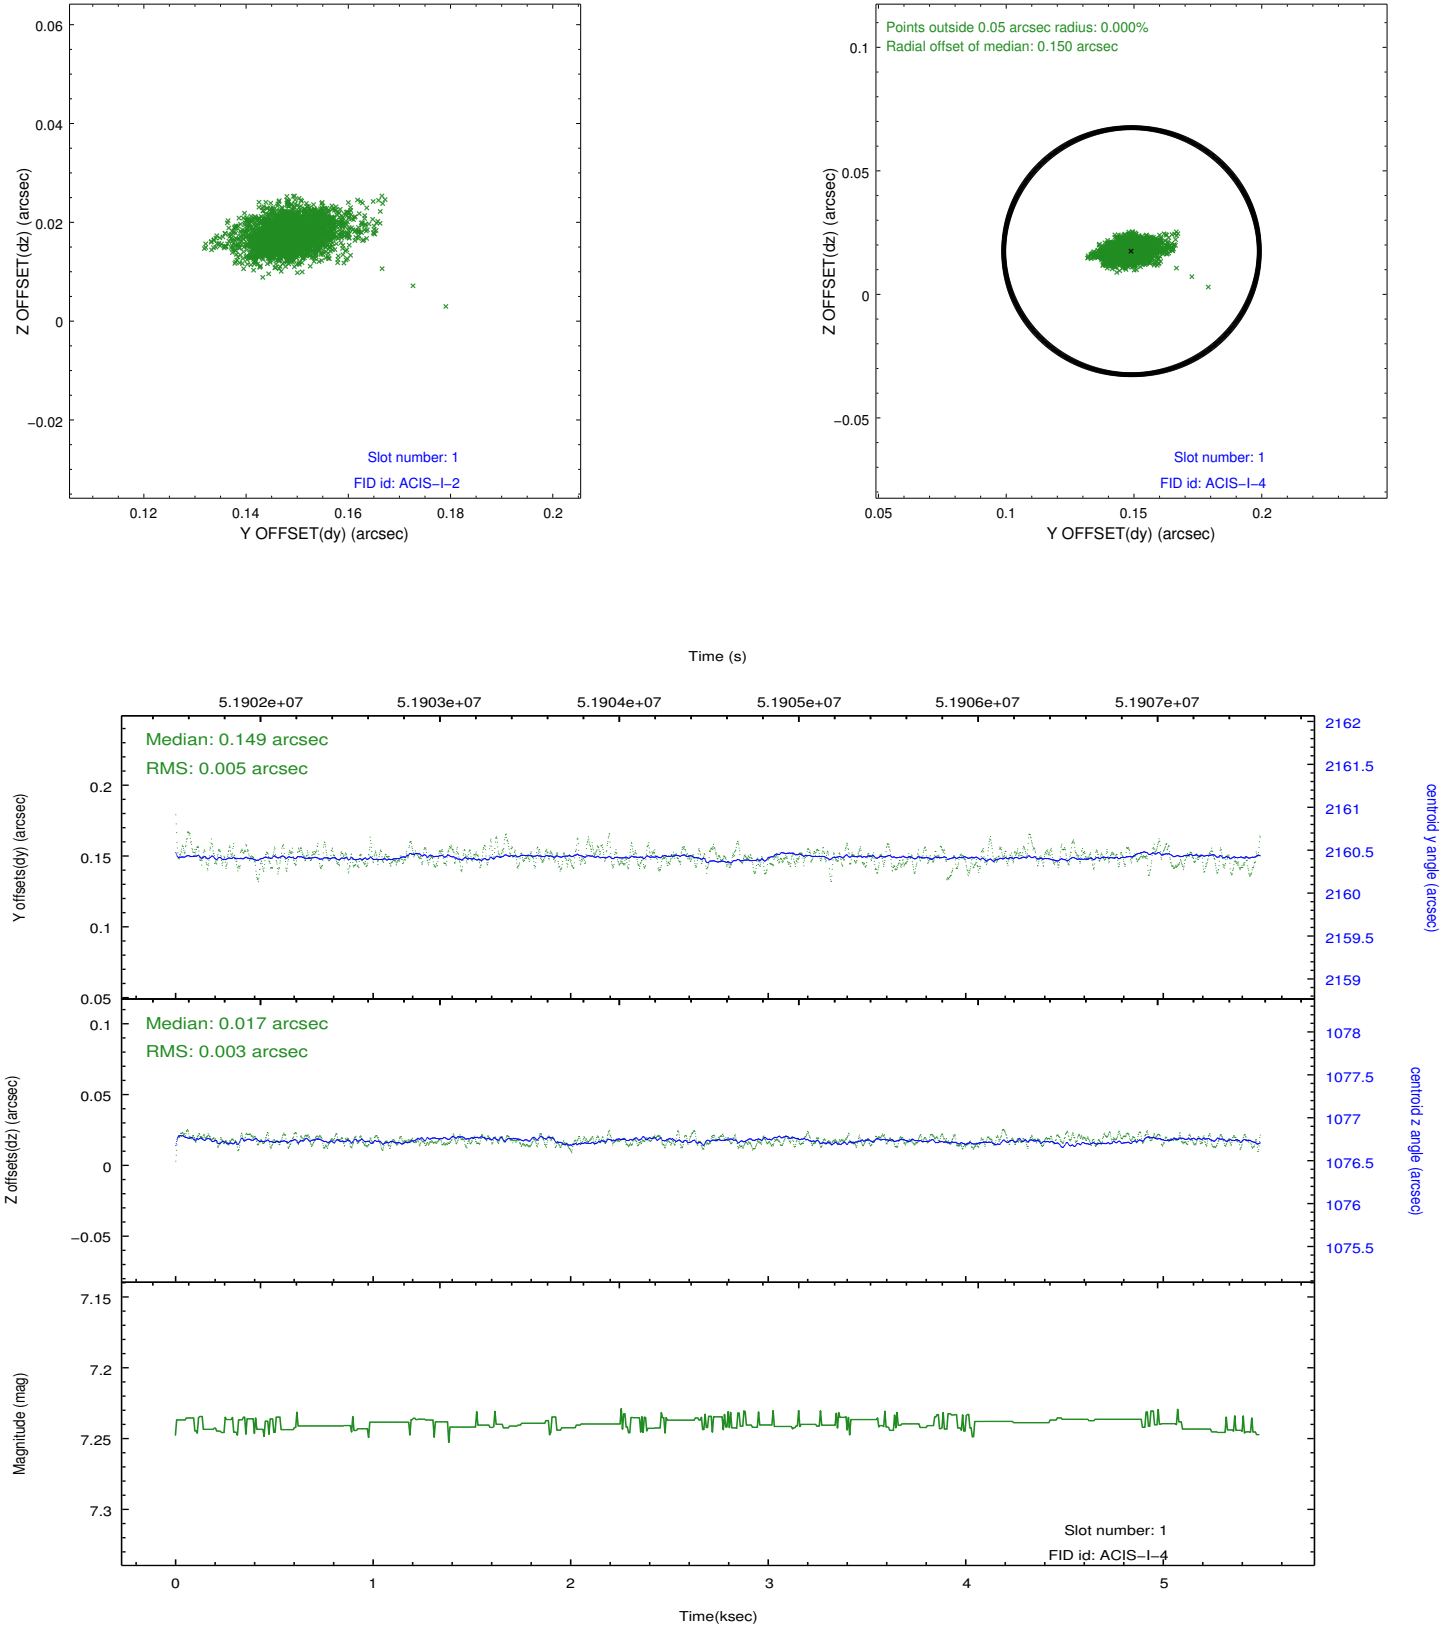 0.06
0.04
0.02
0
−0.02
Z OFFSET(dz) (arcsec)
Slot number: 1
FID id: ACIS−I−2
0.12 0.14 0.16 0.18 0.2
Y OFFSET(dy) (arcsec)
Points outside 0.05 arcsec radius: 0.000%
Radial offset of median: 0.150 arcsec
0.1
0.05
0
−0.05
Z OFFSET(dz) (arcsec)
Slot number: 1
FID id: ACIS−I−4
0.05 0.1 0.15 0.2
Y OFFSET(dy) (arcsec)
Time (s)
5.1902e+07 5.1903e+07 5.1904e+07 5.1905e+07 5.1906e+07 5.1907e+07
Median: 0.149 arcsec
RMS: 0.005 arcsec
0.2
0.15
0.1
0.05
Y offsets(dy) (arcsec)
2162
2161.5
2161
2160.5
2160
2159.5
2159
centroid y angle (arcsec)
Median: 0.017 arcsec
RMS: 0.003 arcsec
0.1
0.05
0
−0.05
Z offsets(dz) (arcsec)
1078
1077.5
1077
1076.5
1076
1075.5
centroid z angle (arcsec)
7.15
7.2
7.25
7.3
Magnitude (mag)
Slot number: 1
FID id: ACIS−I−4
0 1 2 3 4 5
Time(ksec)